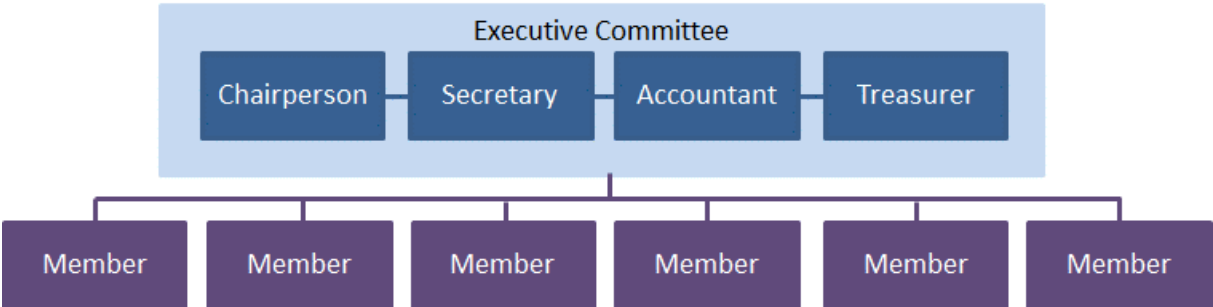 Executive Committee
Chairperson Secretary Accountant Treasurer
Member Member Member Member Member Member